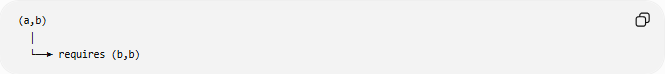 (a,b)
│
└─► requires (b,b)